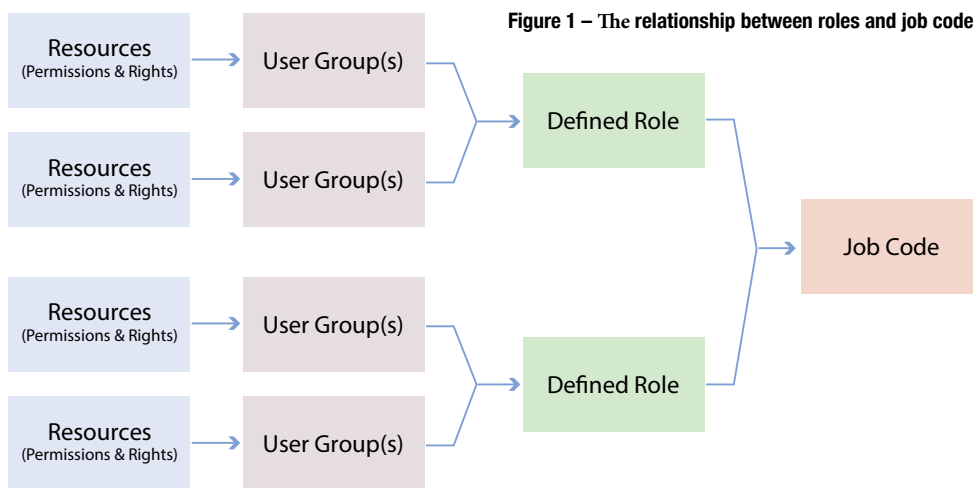 Figure 1 – The relationship between roles and job code
Resources
(Permissions & Rights)
User Group(s)
Resources
(Permissions & Rights)
User Group(s)
Defined Role
Job Code
Resources
(Permissions & Rights)
User Group(s)
Resources
(Permissions & Rights)
User Group(s)
Defined Role